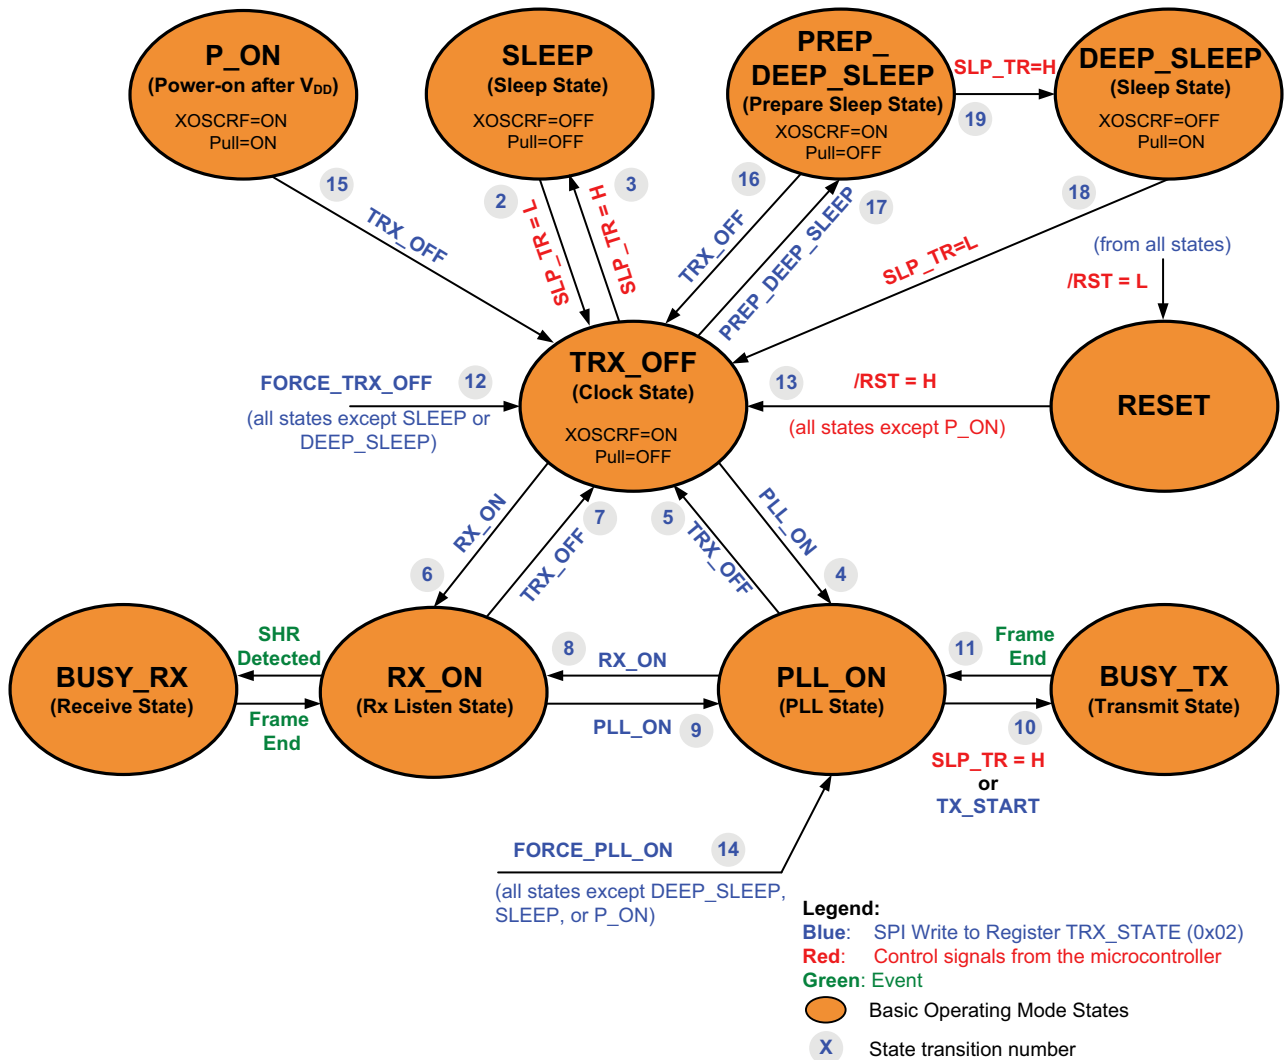 P_ON
(Power-on after VDD)
XOSCRF=ON
Pull=ON
SLEEP
(Sleep State)
XOSCRF=OFF
Pull=OFF
PREP_
DEEP_SLEEP
(Prepare Sleep State)
XOSCRF=ON
Pull=OFF
SLP_TR=H
19
DEEP_SLEEP
(Sleep State)
XOSCRF=OFF
Pull=ON
15
TRX_OFF
2
SLP_TR = L
3
SLP_TR = H
16
TRX_OFF
17
PREP_DEEP_SLEEP
18
SLP_TR=L
(from all states)
/RST = L
FORCE_TRX_OFF
12
(all states except SLEEP or
DEEP_SLEEP)
TRX_OFF
(Clock State)
XOSCRF=ON
Pull=OFF
13
/RST = H
(all states except P_ON)
RESET
RX_ON
6
7
TRX_OFF
5
TRX_OFF
PLL_ON
4
BUSY_RX
(Receive State)
SHR
Detected
Frame
End
RX_ON
(Rx Listen State)
8
RX_ON
PLL_ON
9
PLL_ON
(PLL State)
11
Frame
End
10
SLP_TR = H
or
TX_START
BUSY_TX
(Transmit State)
FORCE_PLL_ON
14
(all states except DEEP_SLEEP,
SLEEP, or P_ON)
Legend:
Blue: SPI Write to Register TRX_STATE (0x02)
Red: Control signals from the microcontroller
Green: Event
Basic Operating Mode States
X State transition number